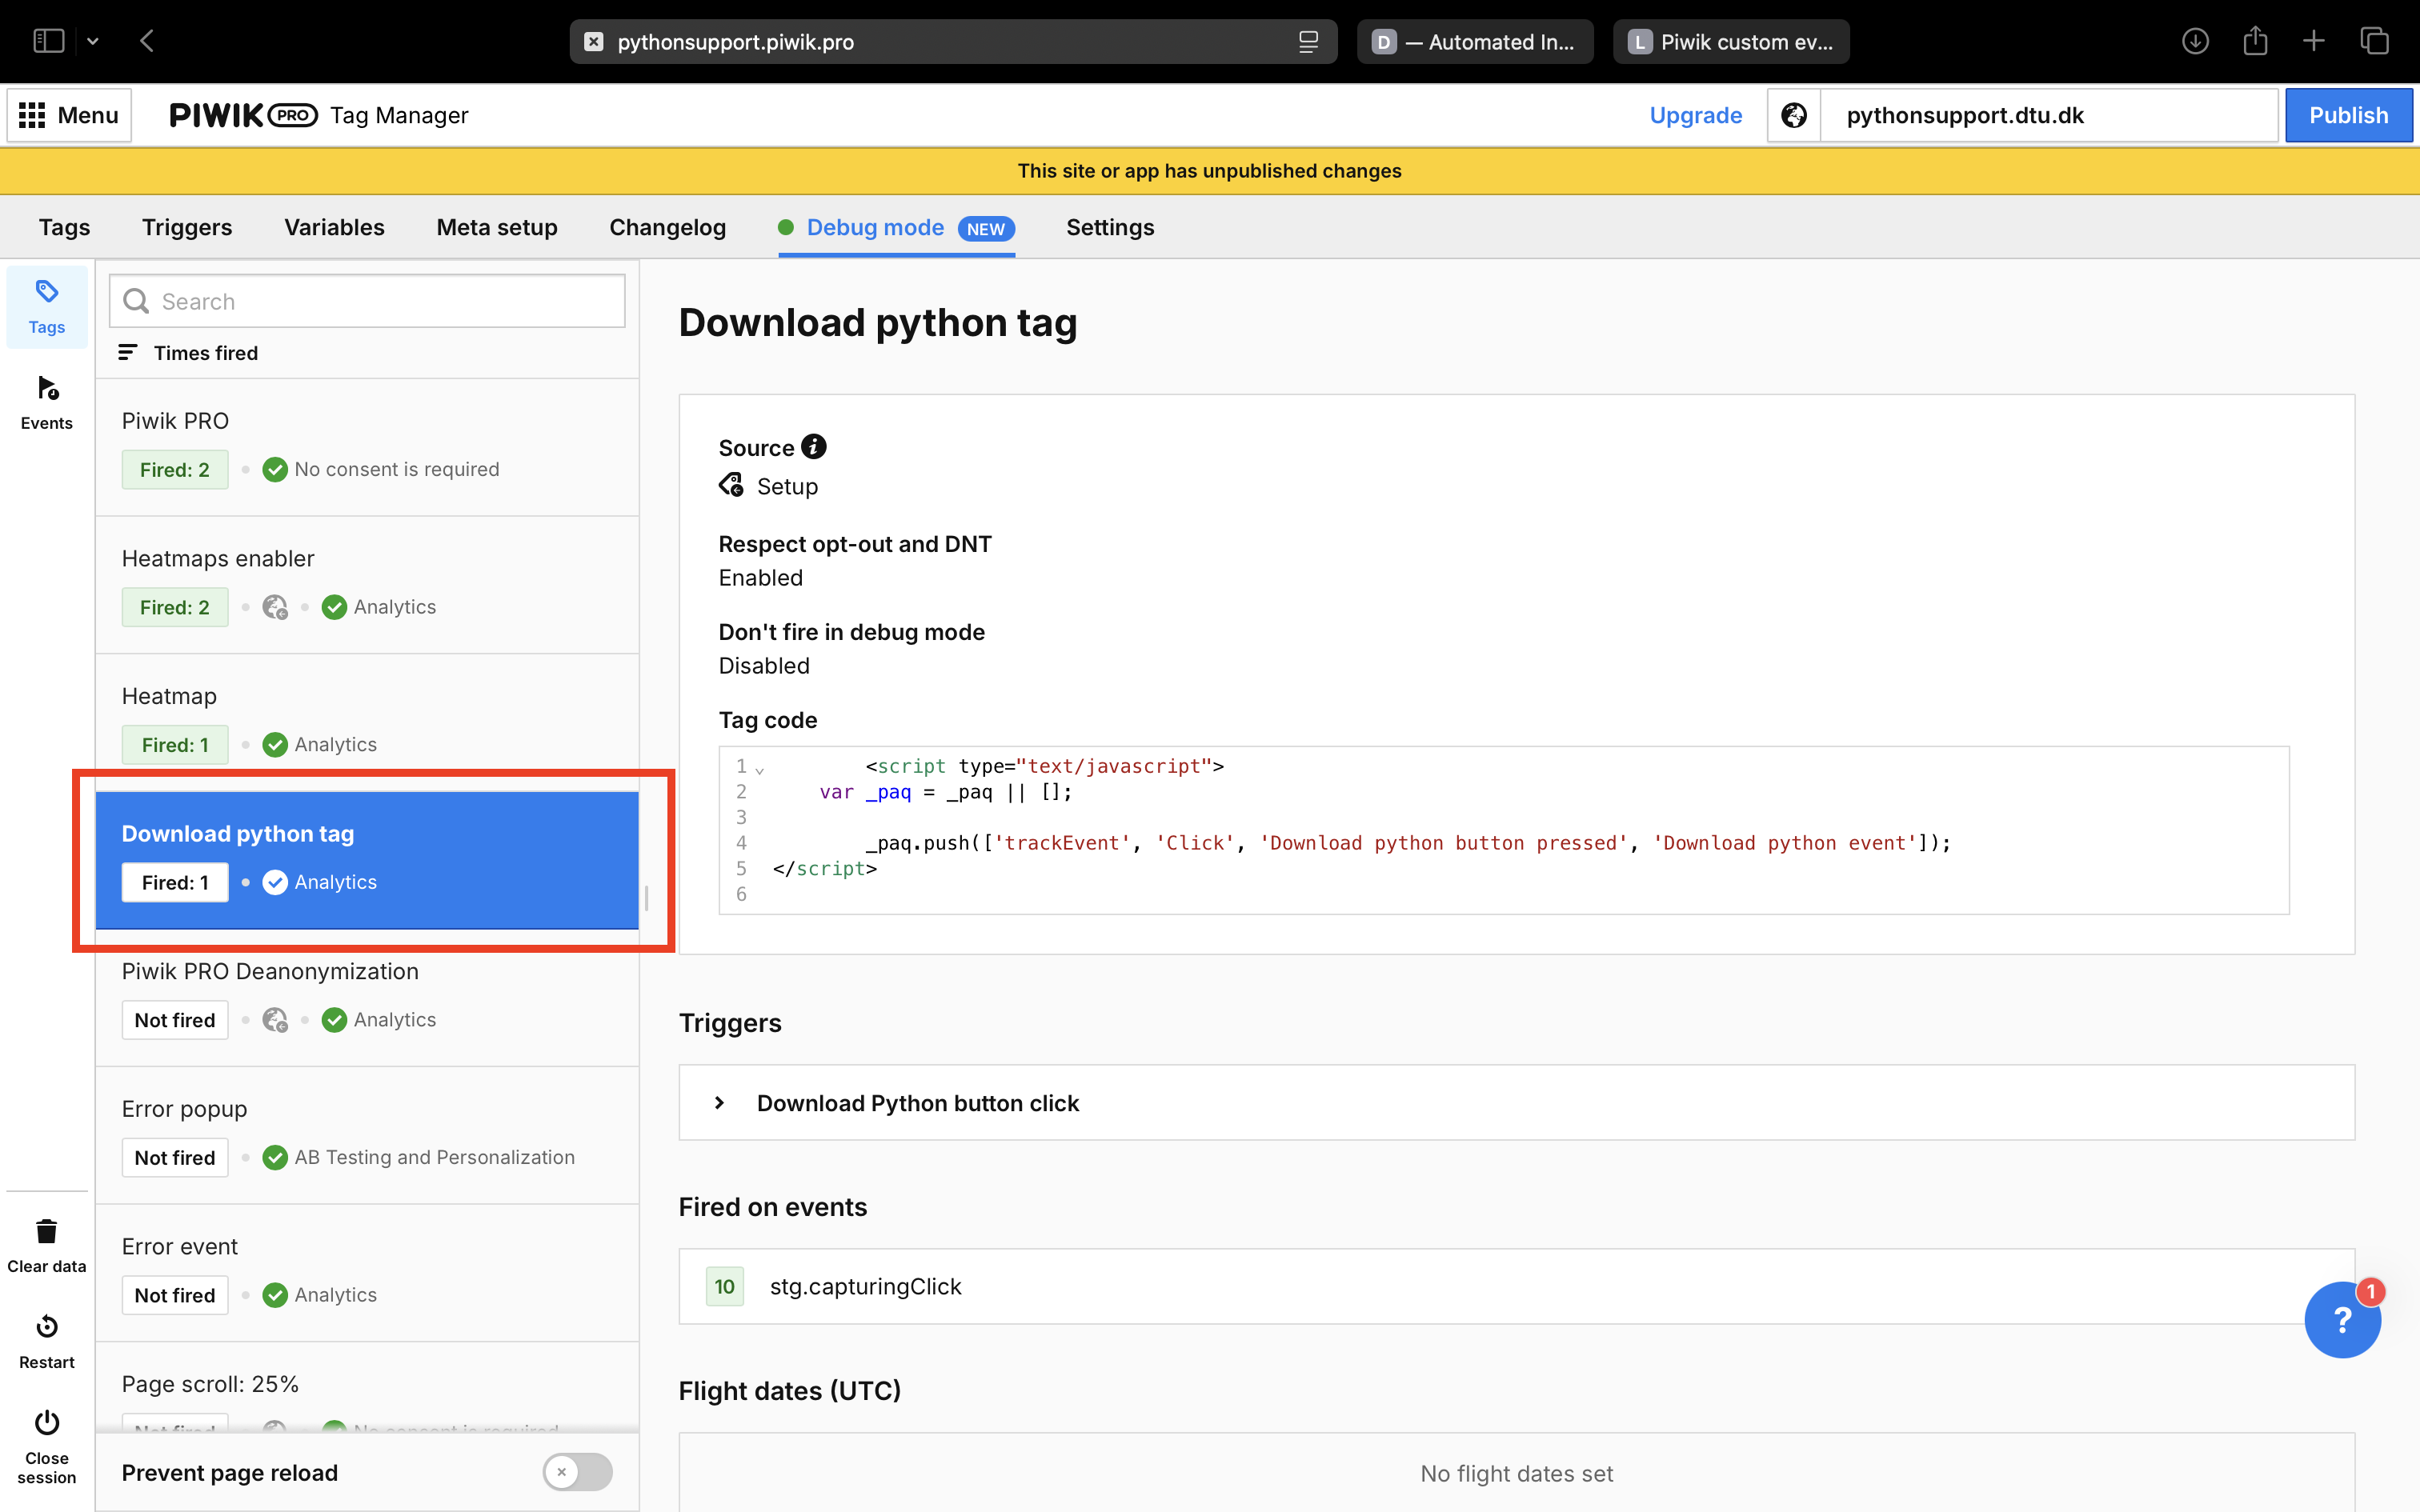 pythonsupport.piwik.pro
D — Automated In...
L Piwik custom ev...
Menu
PIWIK PRO Tag Manager
Upgrade
pythonsupport.dtu.dk
Publish
This site or app has unpublished changes
Tags Triggers Variables Meta setup Changelog Debug mode NEW Settings
Tags
Events
Search
Times fired
Piwik PRO
Fired: 2 No consent is required
Heatmaps enabler
Fired: 2 Analytics
Heatmap
Fired: 1 Analytics
Download python tag
Fired: 1 Analytics
Piwik PRO Deanonymization
Not fired Analytics
Error popup
Not fired AB Testing and Personalization
Error event
Not fired Analytics
Page scroll: 25%
Not fired No consent is required
Prevent page reload
Clear data
Restart
Close
session
Download python tag
Source
Setup
Respect opt-out and DNT
Enabled
Don't fire in debug mode
Disabled
Tag code
1 <script type="text/javascript">
2 var _paq = _paq || [];
3
4 _paq.push(['trackEvent', 'Click', 'Download python button pressed', 'Download python event']);
5 </script>
6
Triggers
Download Python button click
Fired on events
10 stg.capturingClick
Flight dates (UTC)
No flight dates set
? 1